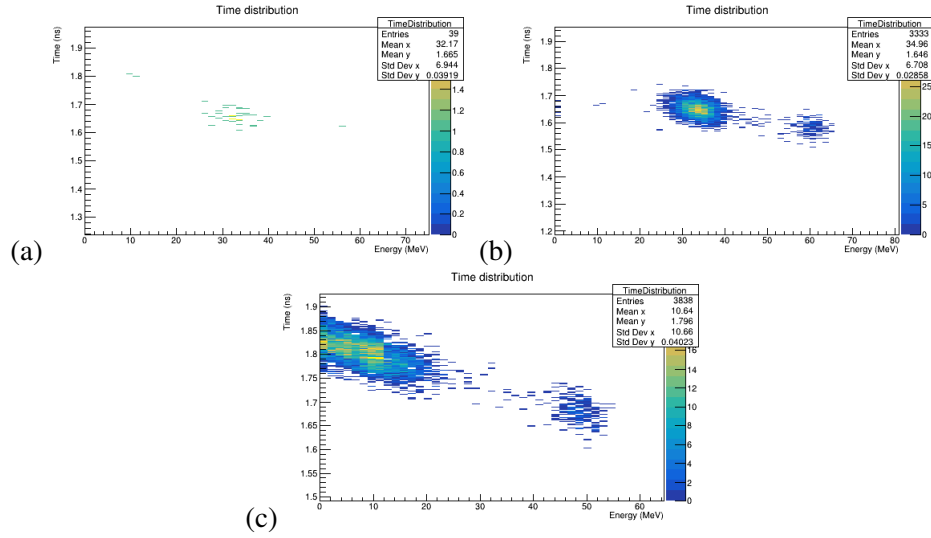 Time distribution
TimeDistribution
Entries 39
Mean x 32.17
Mean y 1.665
Std Dev x 6.944
Std Dev y 0.03919
Time (ns)
1.9
1.8
1.7
1.6
1.5
1.4
1.3
1.4
1.2
1
0.8
0.6
0.4
0.2
0
0 10 20 30 40 50 60 70
Energy (MeV)
(a)
Time distribution
TimeDistribution
Entries 3333
Mean x 34.96
Mean y 1.646
Std Dev x 6.708
Std Dev y 0.02858
Time (ns)
1.9
1.8
1.7
1.6
1.5
1.4
1.3
1.2
25
20
15
10
5
0
0 10 20 30 40 50 60 70 80
Energy (MeV)
(b)
Time distribution
TimeDistribution
Entries 3838
Mean x 10.64
Mean y 1.796
Std Dev x 10.66
Std Dev y 0.04023
Time (ns)
1.9
1.85
1.8
1.75
1.7
1.65
1.6
1.55
1.5
16
14
12
10
8
6
4
2
0
0 10 20 30 40 50 60
Energy (MeV)
(c)